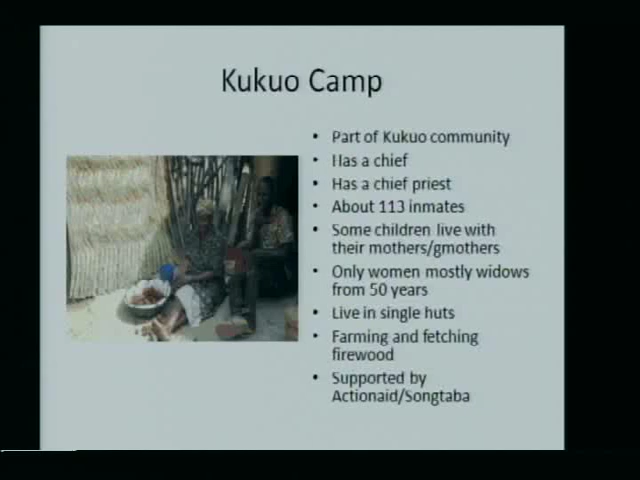 Kukuo Camp
• Part of Kukuo community
• Has a chief
• Has a chief priest
• About 113 inmates
• Some children live with
their mothers/gmothers
• Only women mostly widows
from 50 years
• Live in single huts
• Farming and fetching
firewood
• Supported by
Actionaid/Songtaba